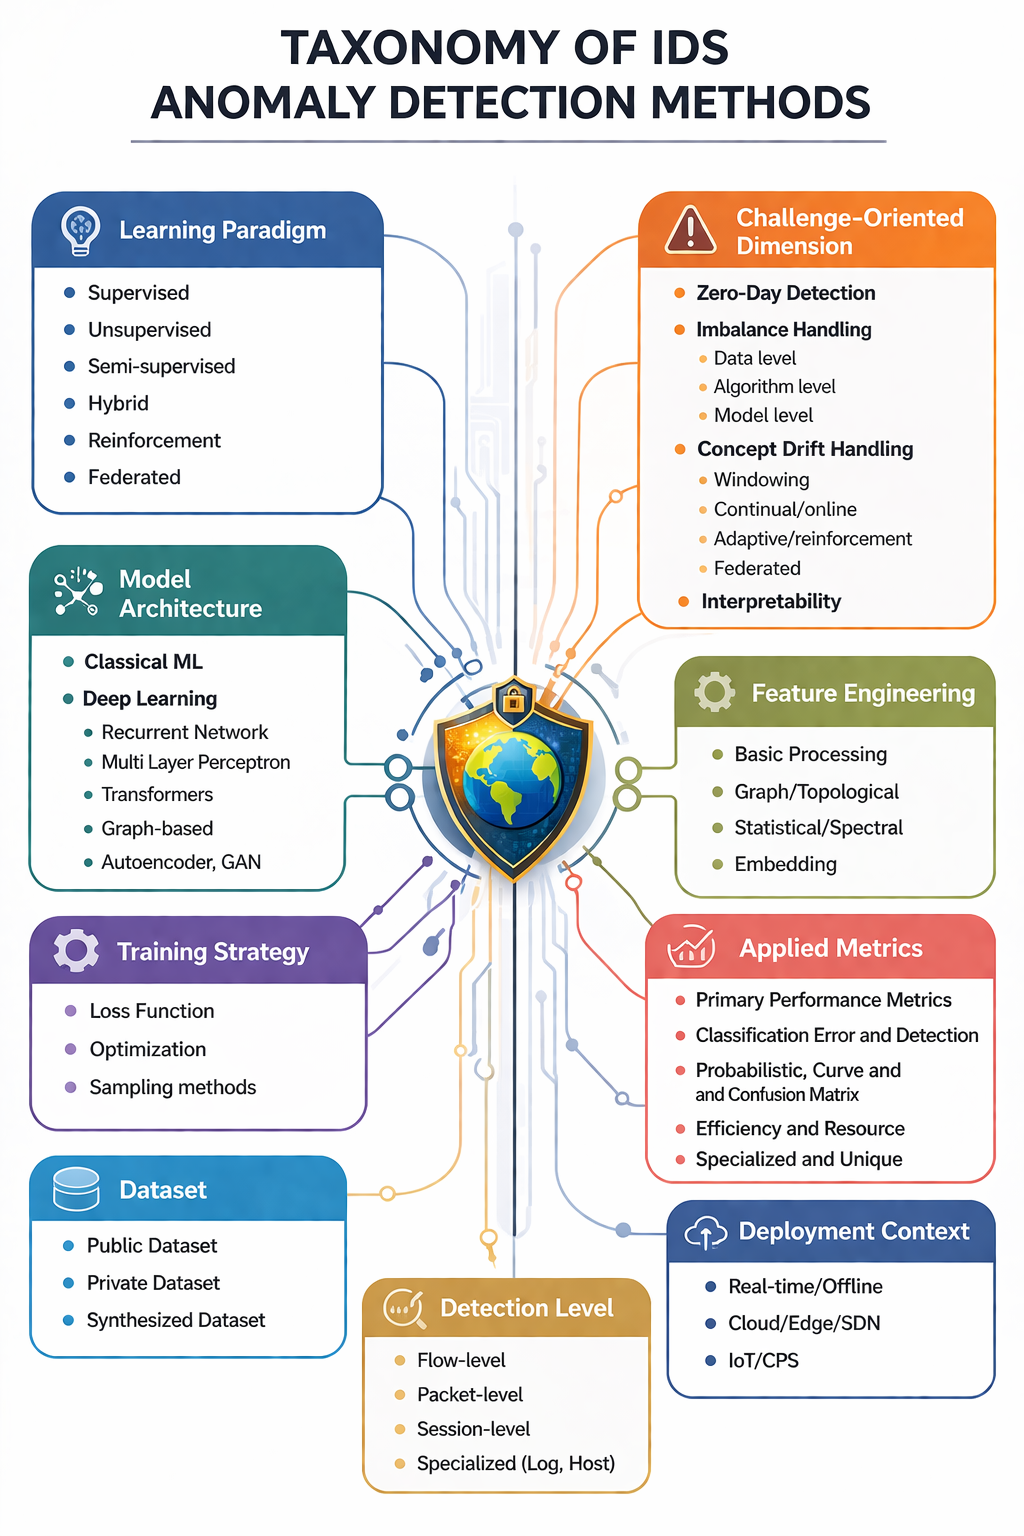 TAXONOMY OF IDS
ANOMALY DETECTION METHODS
Learning Paradigm
Supervised
Unsupervised
Semi-supervised
Hybrid
Reinforcement
Federated
Model
Architecture
Classical ML
Deep Learning
Recurrent Network
Multi Layer Perceptron
Transformers
Graph-based
Autoencoder, GAN
Training Strategy
Loss Function
Optimization
Sampling methods
Dataset
Public Dataset
Private Dataset
Synthesized Dataset
Challenge-Oriented
Dimension
Zero-Day Detection
Imbalance Handling
Data level
Algorithm level
Model level
Concept Drift Handling
Windowing
Continual/online
Adaptive/reinforcement
Federated
Interpretability
Feature Engineering
Basic Processing
Graph/Topological
Statistical/Spectral
Embedding
Applied Metrics
Primary Performance Metrics
Classification Error and Detection
Probabilistic, Curve and
and Confusion Matrix
Efficiency and Resource
Specialized and Unique
Deployment Context
Real-time/Offline
Cloud/Edge/SDN
IoT/CPS
Detection Level
Flow-level
Packet-level
Session-level
Specialized (Log, Host)